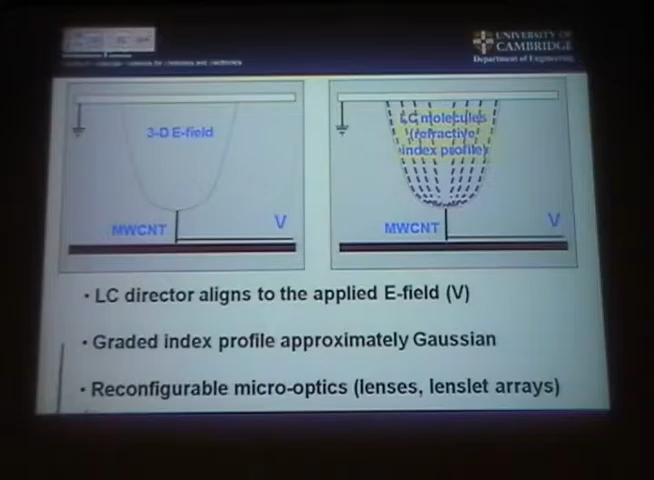 UNIVERSITY OF
CAMBRIDGE
Department of Engineering
3-D E-field
MWCNT
V
LC molecules
(refractive
index profile)
MWCNT
V
· LC director aligns to the applied E-field (V)
· Graded index profile approximately Gaussian
· Reconfigurable micro-optics (lenses, lenslet arrays)